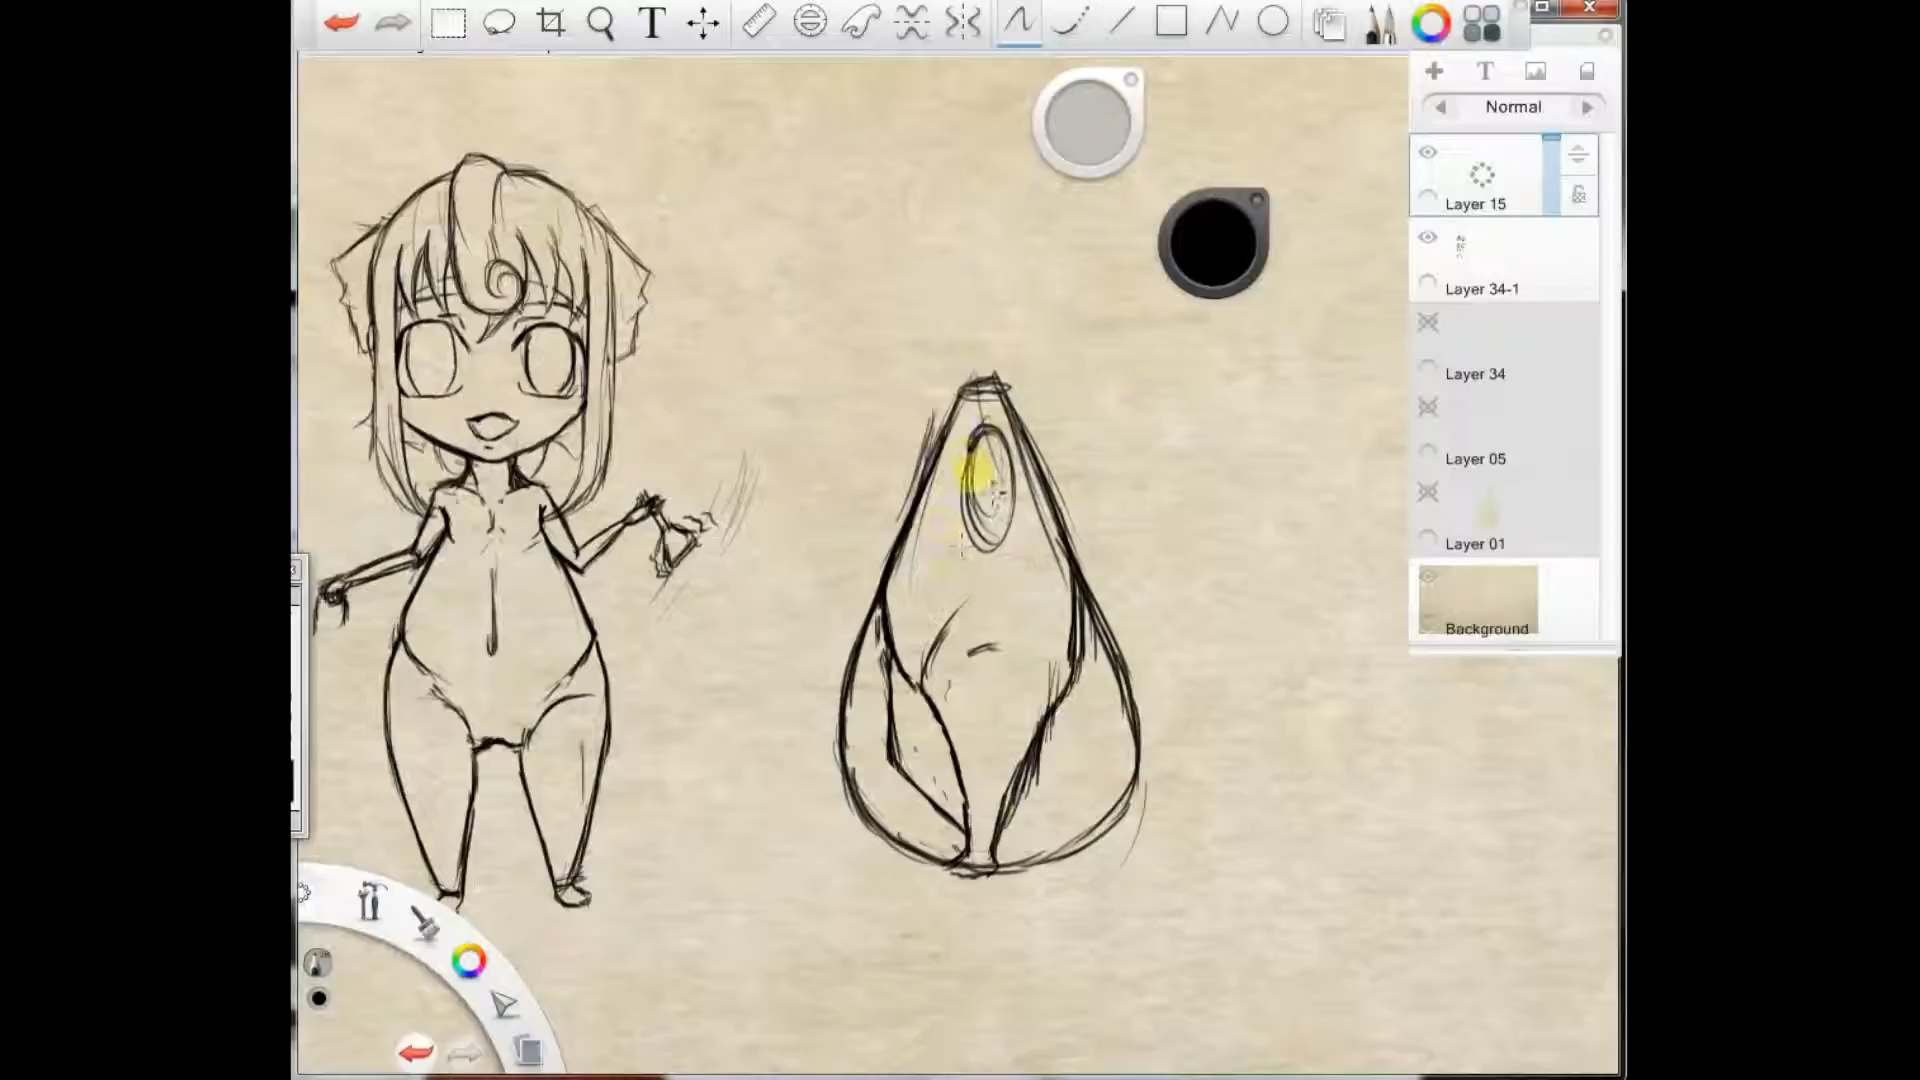 T
T
Normal
Layer 15
Layer 34-1
Layer 34
Layer 05
Layer 01
Background